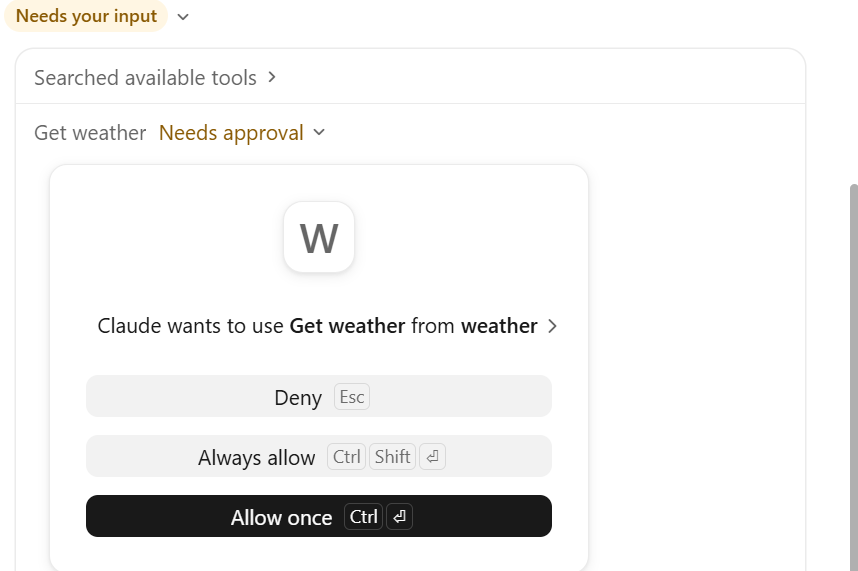 Needs your input
Searched available tools
Get weather Needs approval
W
Claude wants to use Get weather from weather
Deny Esc
Always allow Ctrl Shift ⏎
Allow once Ctrl ⏎